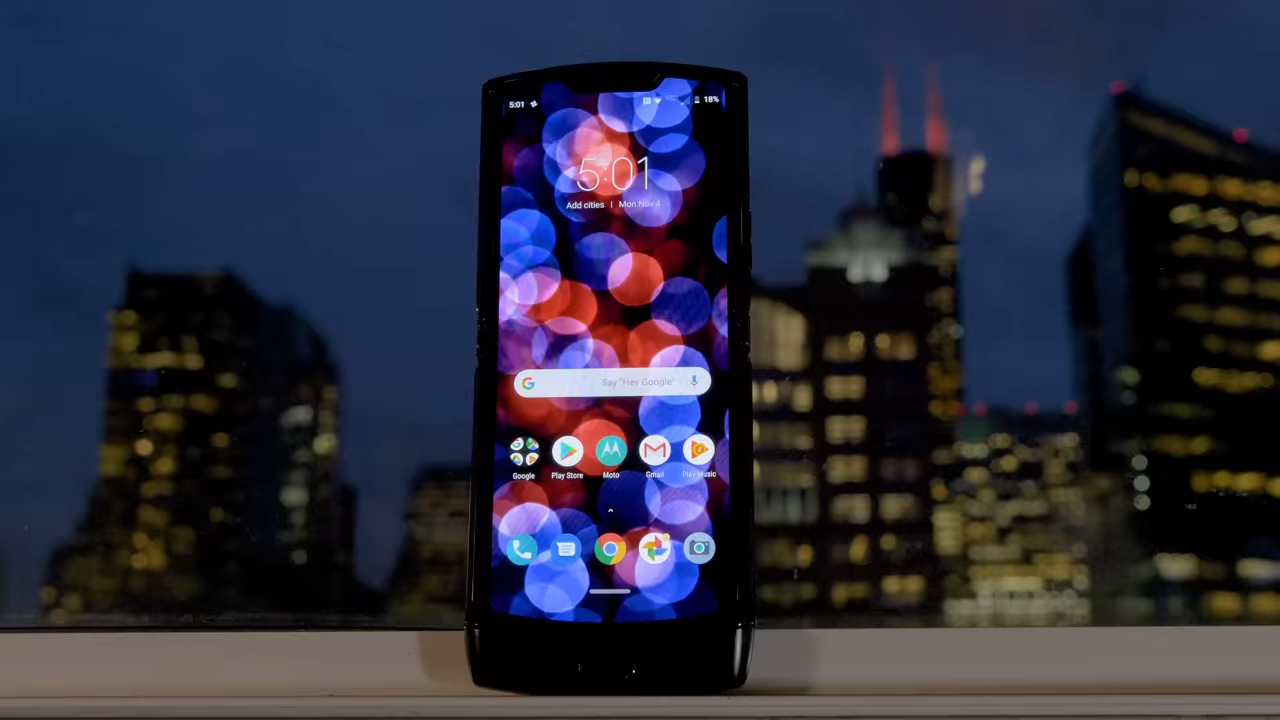 5:01 18%
5:01
Add cities | Mon Nov 4
Say "Hey Google"
Google Play Store Moto Gmail Play Music